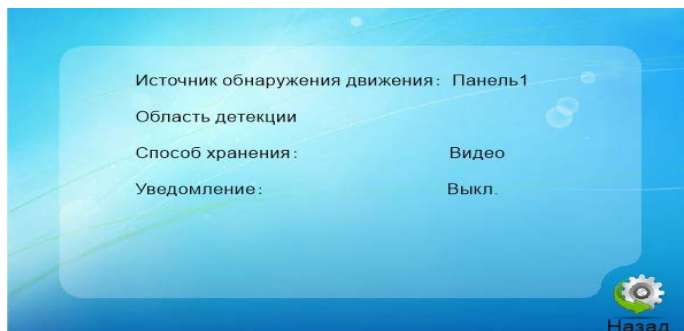 Источник обнаружения движения: Панель1
Область детекции
Способ хранения: Видео
Уведомление: Выкл.
Назад